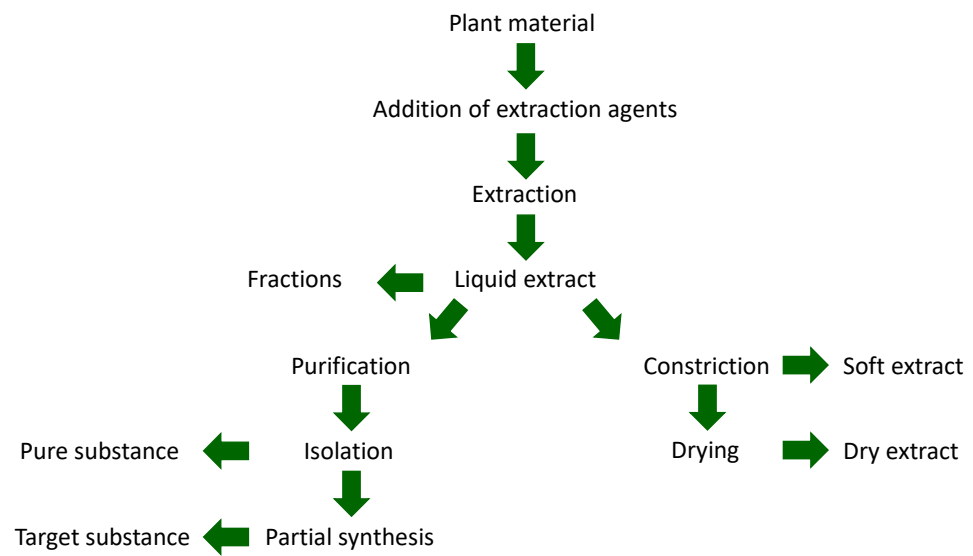 Plant material
Addition of extraction agents
Extraction
Fractions
Liquid extract
Purification
Constriction
Soft extract
Pure substance
Isolation
Drying
Dry extract
Target substance
Partial synthesis